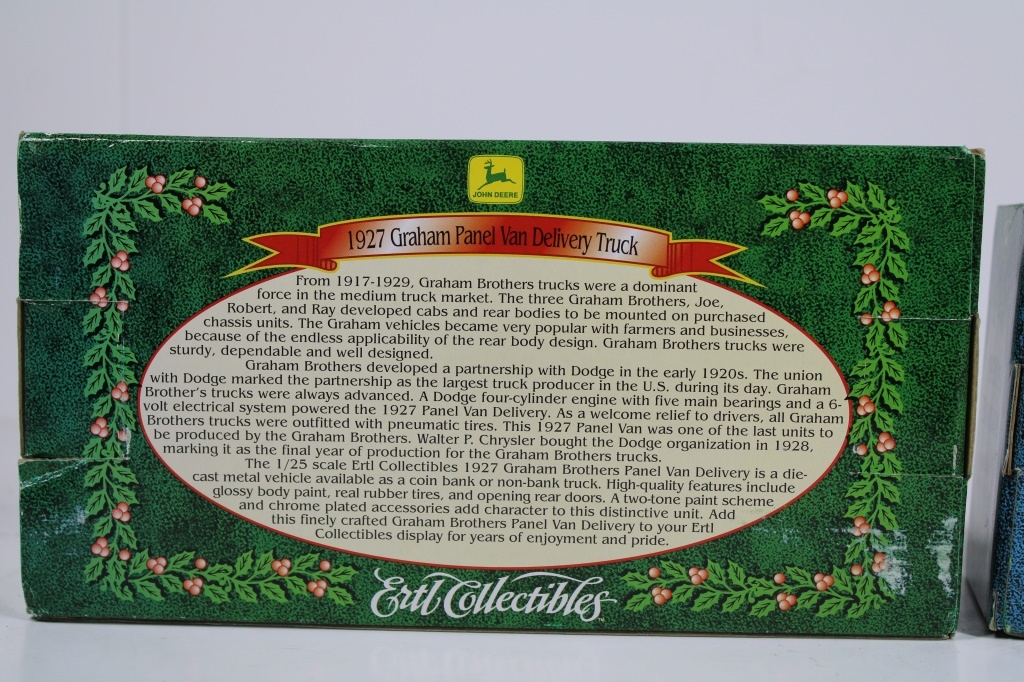 JOHN DEERE
1927 Graham Panel Van Delivery Truck
From 1917-1929, Graham Brothers trucks were a dominant
force in the medium truck market. The three Graham Brothers, Joe,
Robert, and Ray developed cabs and rear bodies to be mounted on purchased
chassis units. The Graham vehicles became very popular with farmers and businesses,
because of the endless applicability of the rear body design. Graham Brothers trucks were
sturdy, dependable and well designed.
Graham Brothers developed a partnership with Dodge in the early 1920s. The union
with Dodge marked the partnership as the largest truck producer in the U.S. during its day. Graham
Brother's trucks were always advanced. A Dodge four-cylinder engine with five main bearings and a 6-
volt electrical system powered the 1927 Panel Van Delivery. As a welcome relief to drivers, all Graham
Brothers trucks were outfitted with pneumatic tires. This 1927 Panel Van was one of the last units to
be produced by the Graham Brothers. Walter P. Chrysler bought the Dodge organization in 1928,
marking it as the final year of production for the Graham Brothers trucks.
The 1/25 scale Ertl Collectibles 1927 Graham Brothers Panel Van Delivery is a die-
cast metal vehicle available as a coin bank or non-bank truck. High-quality features include
glossy body paint, real rubber tires, and opening rear doors. A two-tone paint scheme
and chrome plated accessories add character to this distinctive unit. Add
this finely crafted Graham Brothers Panel Van Delivery to your Ertl
Collectibles display for years of enjoyment and pride.
Ertl Collectibles™